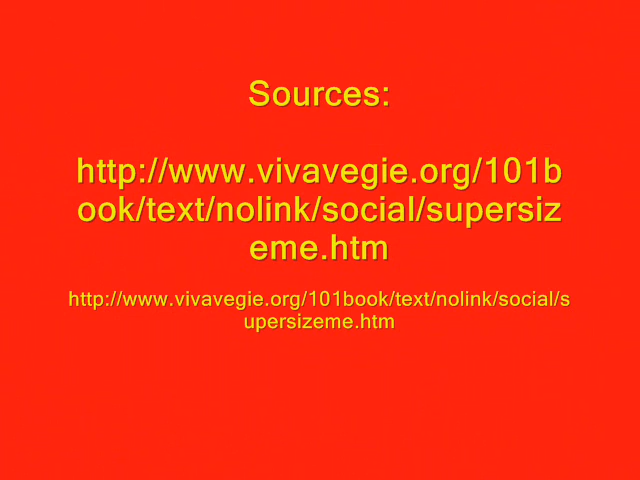 Sources:
http://www.vivavegie.org/101b
ook/text/nolink/social/supersiz
eme.htm
http://www.vivavegie.org/101book/text/nolink/social/s
upersizeme.htm